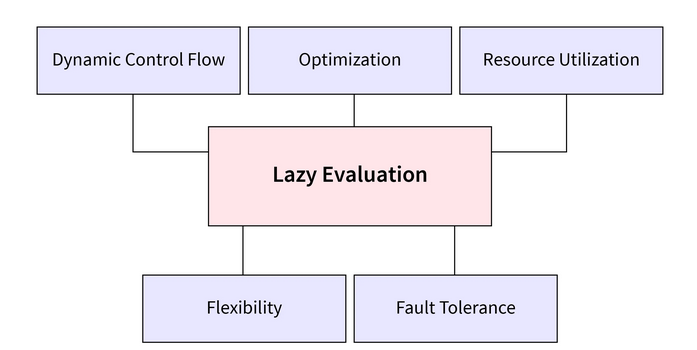 Dynamic Control Flow
Optimization
Resource Utilization
Lazy Evaluation
Flexibility
Fault Tolerance